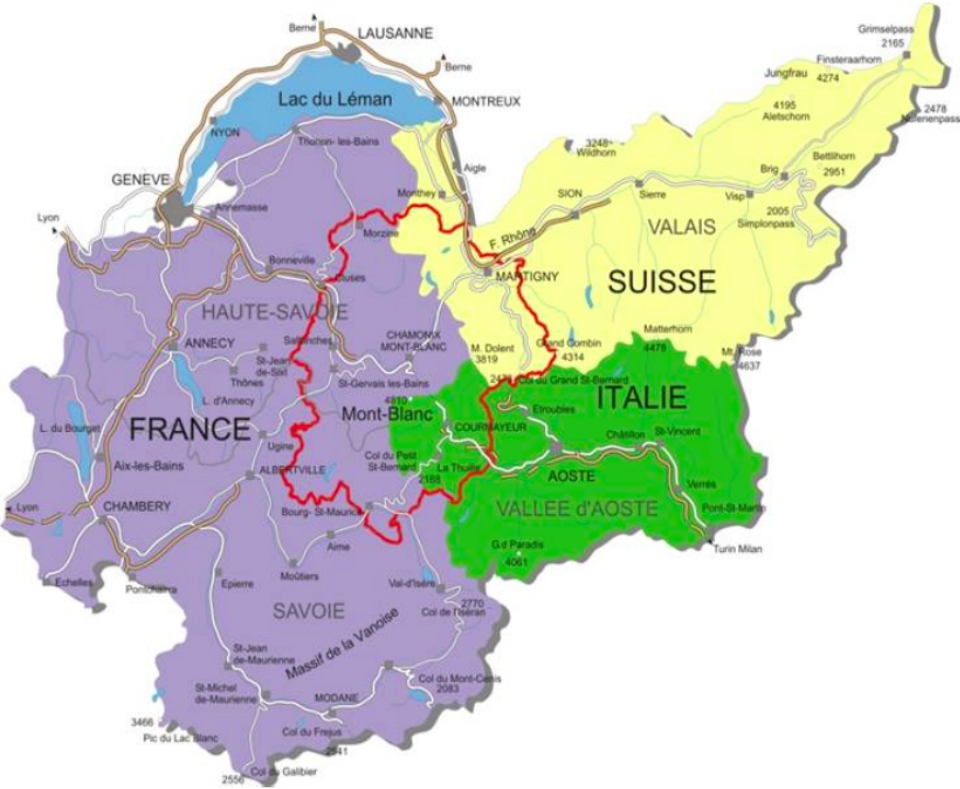 Berne
LAUSANNE
Berne
Grimselpass
2165
Finsteraarhorn
4274
Jungfrau
4195
Aletschorn
2478
Nufenenpass
Lac du Léman
MONTREUX
NYON
Thonon- les-Bains
3248
Wildhorn
Bettlihorn
2951
Brig
Aigle
GENEVE
Annemasse
Monthey
SION
Sierre
Visp
2005
Simplonpass
Lyon
Morzine
F. Rhône
VALAIS
Bonneville
Cluses
MARTIGNY
SUISSE
HAUTE-SAVOIE
ANNECY
Sallanches
CHAMONIX
MONT-BLANC
M. Dolent
3819
Grand Combin
4314
Matterhorn
4478
Mt. Rose
4637
St-Jean
de-Sixt
Thônes
St-Gervais les-Bains
Col du Grand St-Bernard
L. d'Annecy
4810
Mont-Blanc
Etroubles
ITALIE
L. du Bourget
FRANCE
Ugine
COURNAYEUR
Châtillon
St-Vincent
Aix-les-Bains
ALBERTVILLE
Col du Petit
St-Bernard
2188
La Thuile
AOSTE
Verrès
Lyon
CHAMBERY
Bourg- St-Maurice
VALLEE d'AOSTE
Pont-St-Martin
Aime
G.d Paradis
4061
Turin Milan
Echelles
Pontcharra
Epierre
Moûtiers
Val-d'Isère
2770
Col de l'Iséran
SAVOIE
Massif de la Vanoise
St-Jean
de-Maurienne
St-Michel
de-Maurienne
MODANE
Col du Mont-Cenis
2083
3466
Pic du Lac Blanc
Col du Frejus
2541
2556
Col du Galibier